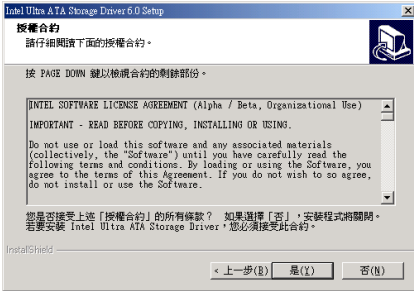 Intel Ultra ATA Storage Driver 6.0 Setup
授權合約
請仔細閱讀下面的授權合約。
按 PAGE DOWN 鍵以檢視合約的剩餘部份。
INTEL SOFTWARE LICENSE AGREEMENT (Alpha / Beta, Organizational Use)
IMPORTANT - READ BEFORE COPYING, INSTALLING OR USING.
Do not use or load this software and any associated materials
(collectively, the "Software") until you have carefully read the
following terms and conditions. By loading or using the Software, you
agree to the terms of this Agreement. If you do not wish to so agree,
do not install or use the Software.
您是否接受上述「授權合約」的所有條款? 如果選擇「否」,安裝程式將關閉。
若要安裝 Intel Ultra ATA Storage Driver,您必須接受此合約。
InstallShield
< 上一步(B) 是(Y) 否(N)